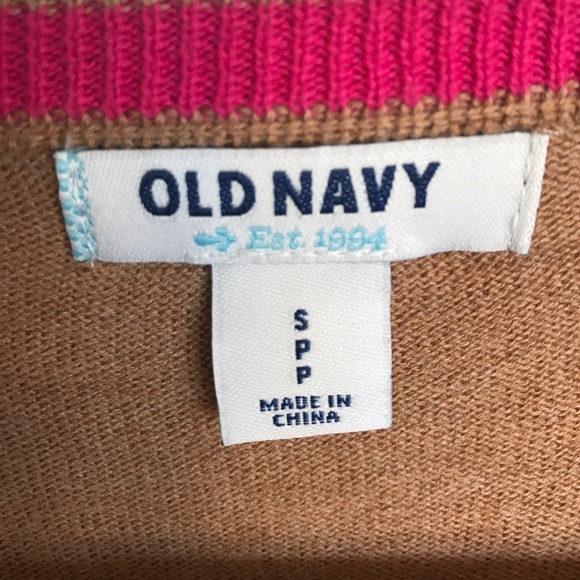 OLD NAVY
Est. 1994
S
P
P
MADE IN
CHINA